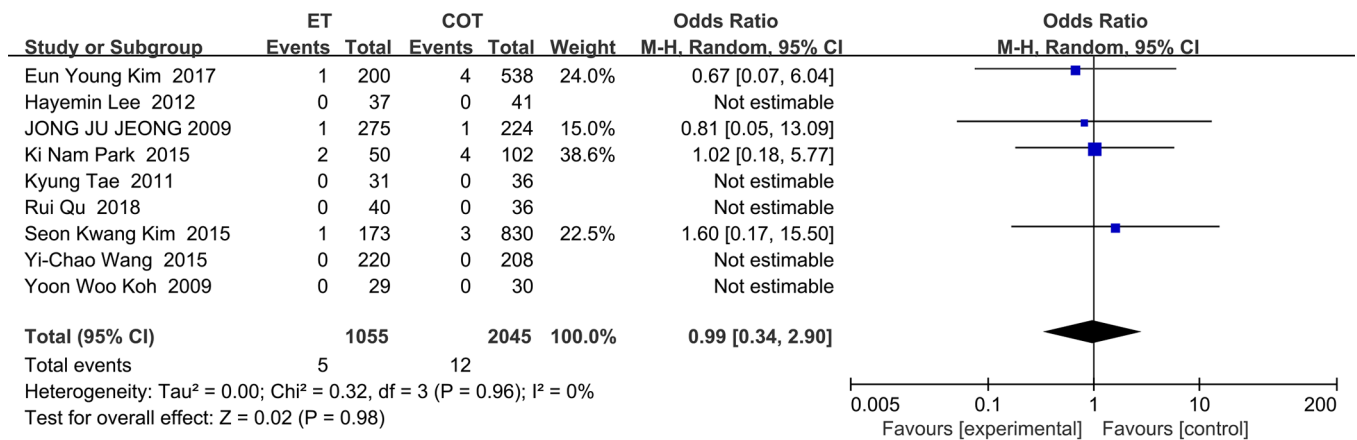 ET COT Odds Ratio Odds Ratio
Study or Subgroup Events Total Events Total Weight M-H, Random, 95% CI M-H, Random, 95% CI
Eun Young Kim 2017 1 200 4 538 24.0% 0.67 [0.07, 6.04]
Hayemin Lee 2012 0 37 0 41 Not estimable
JONG JU JEONG 2009 1 275 1 224 15.0% 0.81 [0.05, 13.09]
Ki Nam Park 2015 2 50 4 102 38.6% 1.02 [0.18, 5.77]
Kyung Tae 2011 0 31 0 36 Not estimable
Rui Qu 2018 0 40 0 36 Not estimable
Seon Kwang Kim 2015 1 173 3 830 22.5% 1.60 [0.17, 15.50]
Yi-Chao Wang 2015 0 220 0 208 Not estimable
Yoon Woo Koh 2009 0 29 0 30 Not estimable
Total (95% CI) 1055 2045 100.0% 0.99 [0.34, 2.90]
Total events 5 12
Heterogeneity: Tau² = 0.00; Chi² = 0.32, df = 3 (P = 0.96); I² = 0%
Test for overall effect: Z = 0.02 (P = 0.98)
0.005 0.1 1 10 200
Favours [experimental] Favours [control]